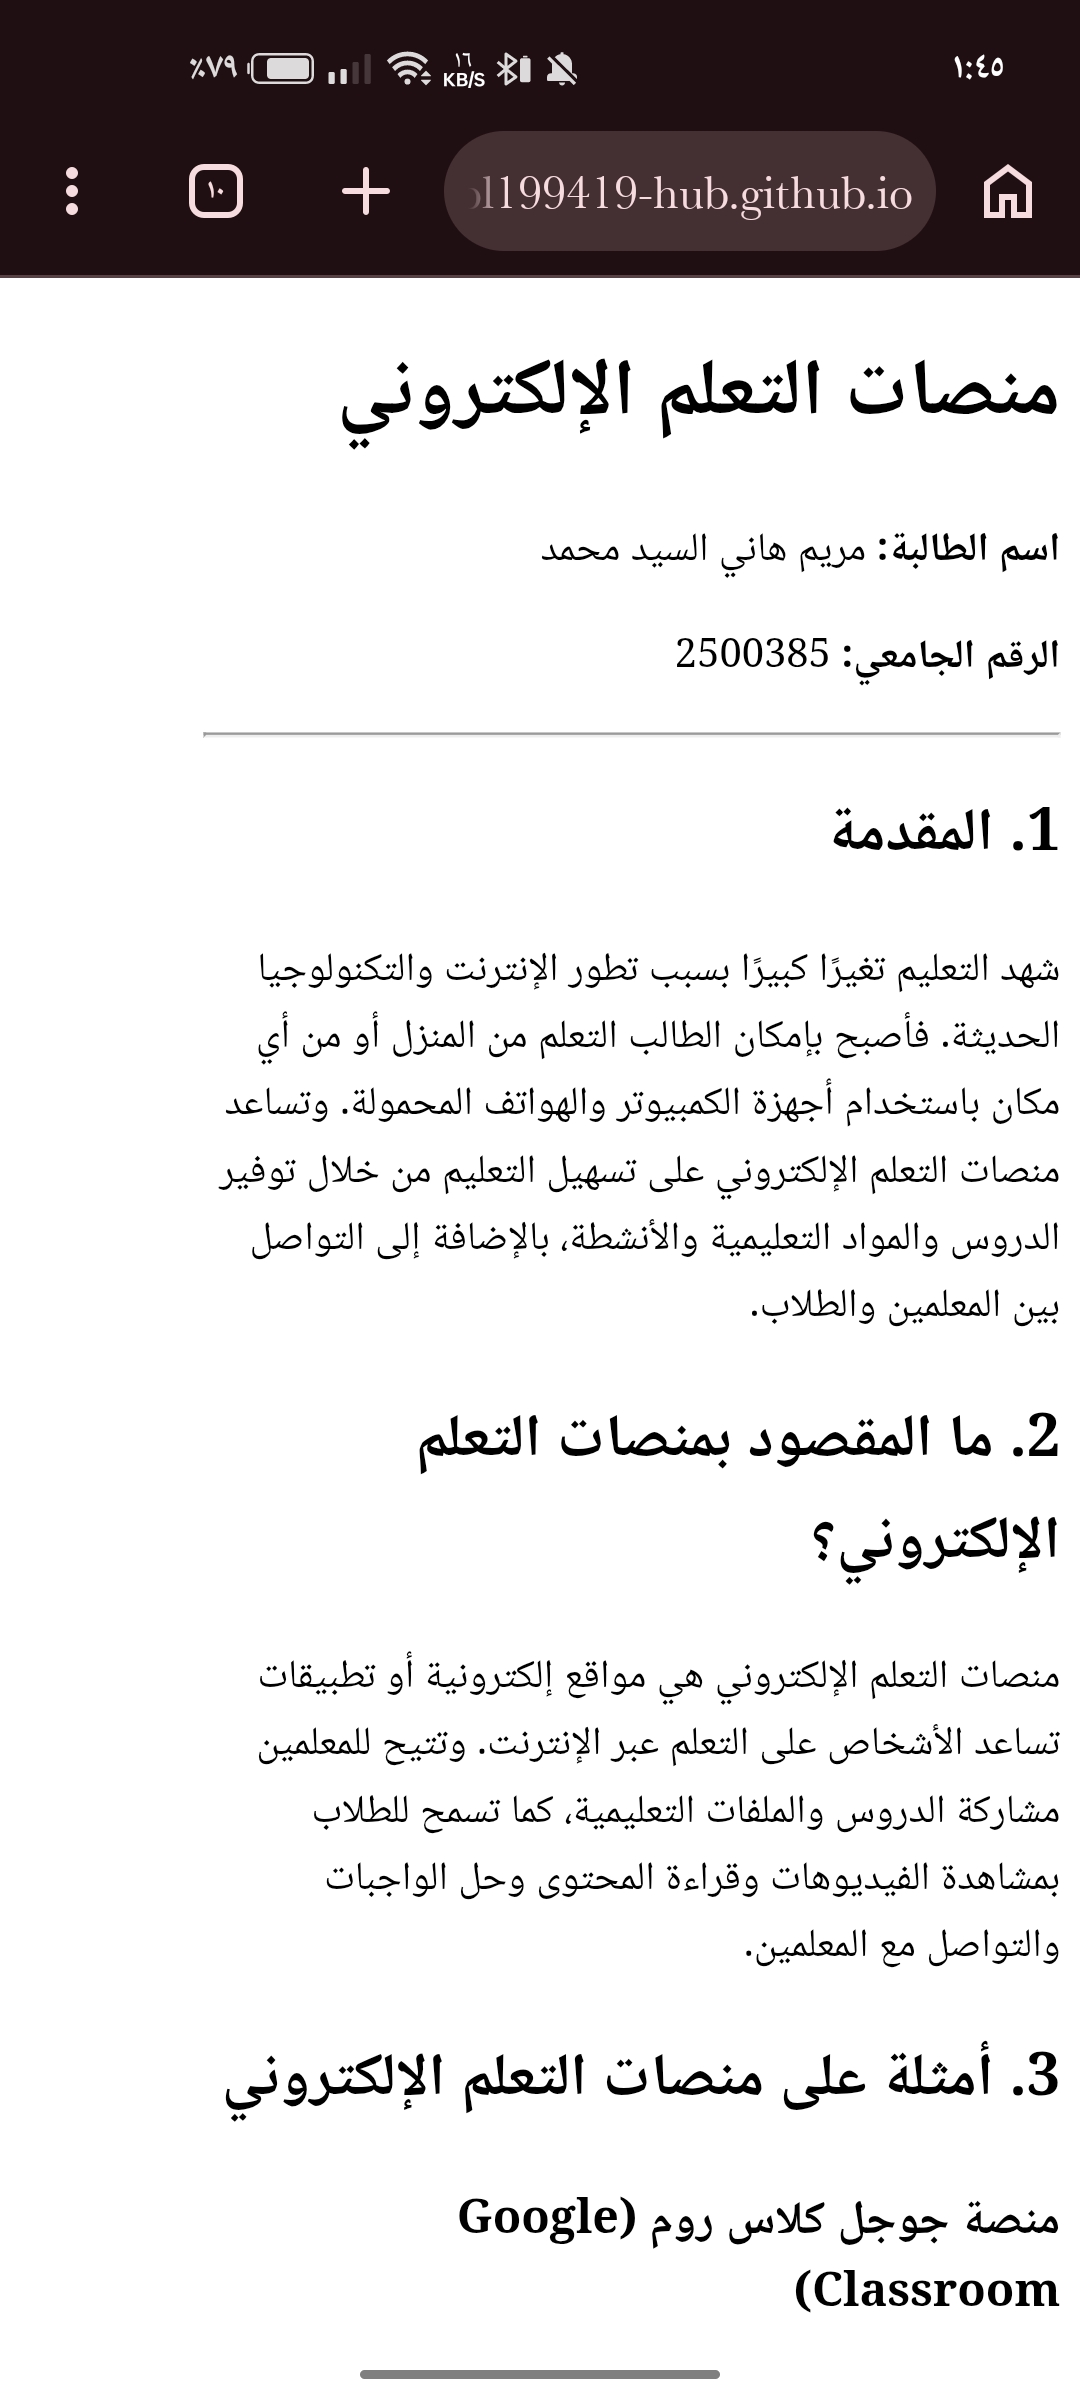 ١:٤٥
١٦ KB/S
٪٧٩
١٠
l199419-hub.github.io
منصات التعلم الإلكتروني
اسم الطالبة: مريم هاني السيد محمد
الرقم الجامعي: 2500385
1. المقدمة
شهد التعليم تغيرًا كبيرًا بسبب تطور الإنترنت والتكنولوجيا
الحديثة. فأصبح بإمكان الطالب التعلم من المنزل أو من أي
مكان باستخدام أجهزة الكمبيوتر والهواتف المحمولة. وتساعد
منصات التعلم الإلكتروني على تسهيل التعليم من خلال توفير
الدروس والمواد التعليمية والأنشطة، بالإضافة إلى التواصل
بين المعلمين والطلاب.
2. ما المقصود بمنصات التعلم
الإلكتروني؟
منصات التعلم الإلكتروني هي مواقع إلكترونية أو تطبيقات
تساعد الأشخاص على التعلم عبر الإنترنت. وتتيح للمعلمين
مشاركة الدروس والملفات التعليمية، كما تسمح للطلاب
بمشاهدة الفيديوهات وقراءة المحتوى وحل الواجبات
والتواصل مع المعلمين.
3. أمثلة على منصات التعلم الإلكتروني
منصة جوجل كلاس روم (Google
Classroom)